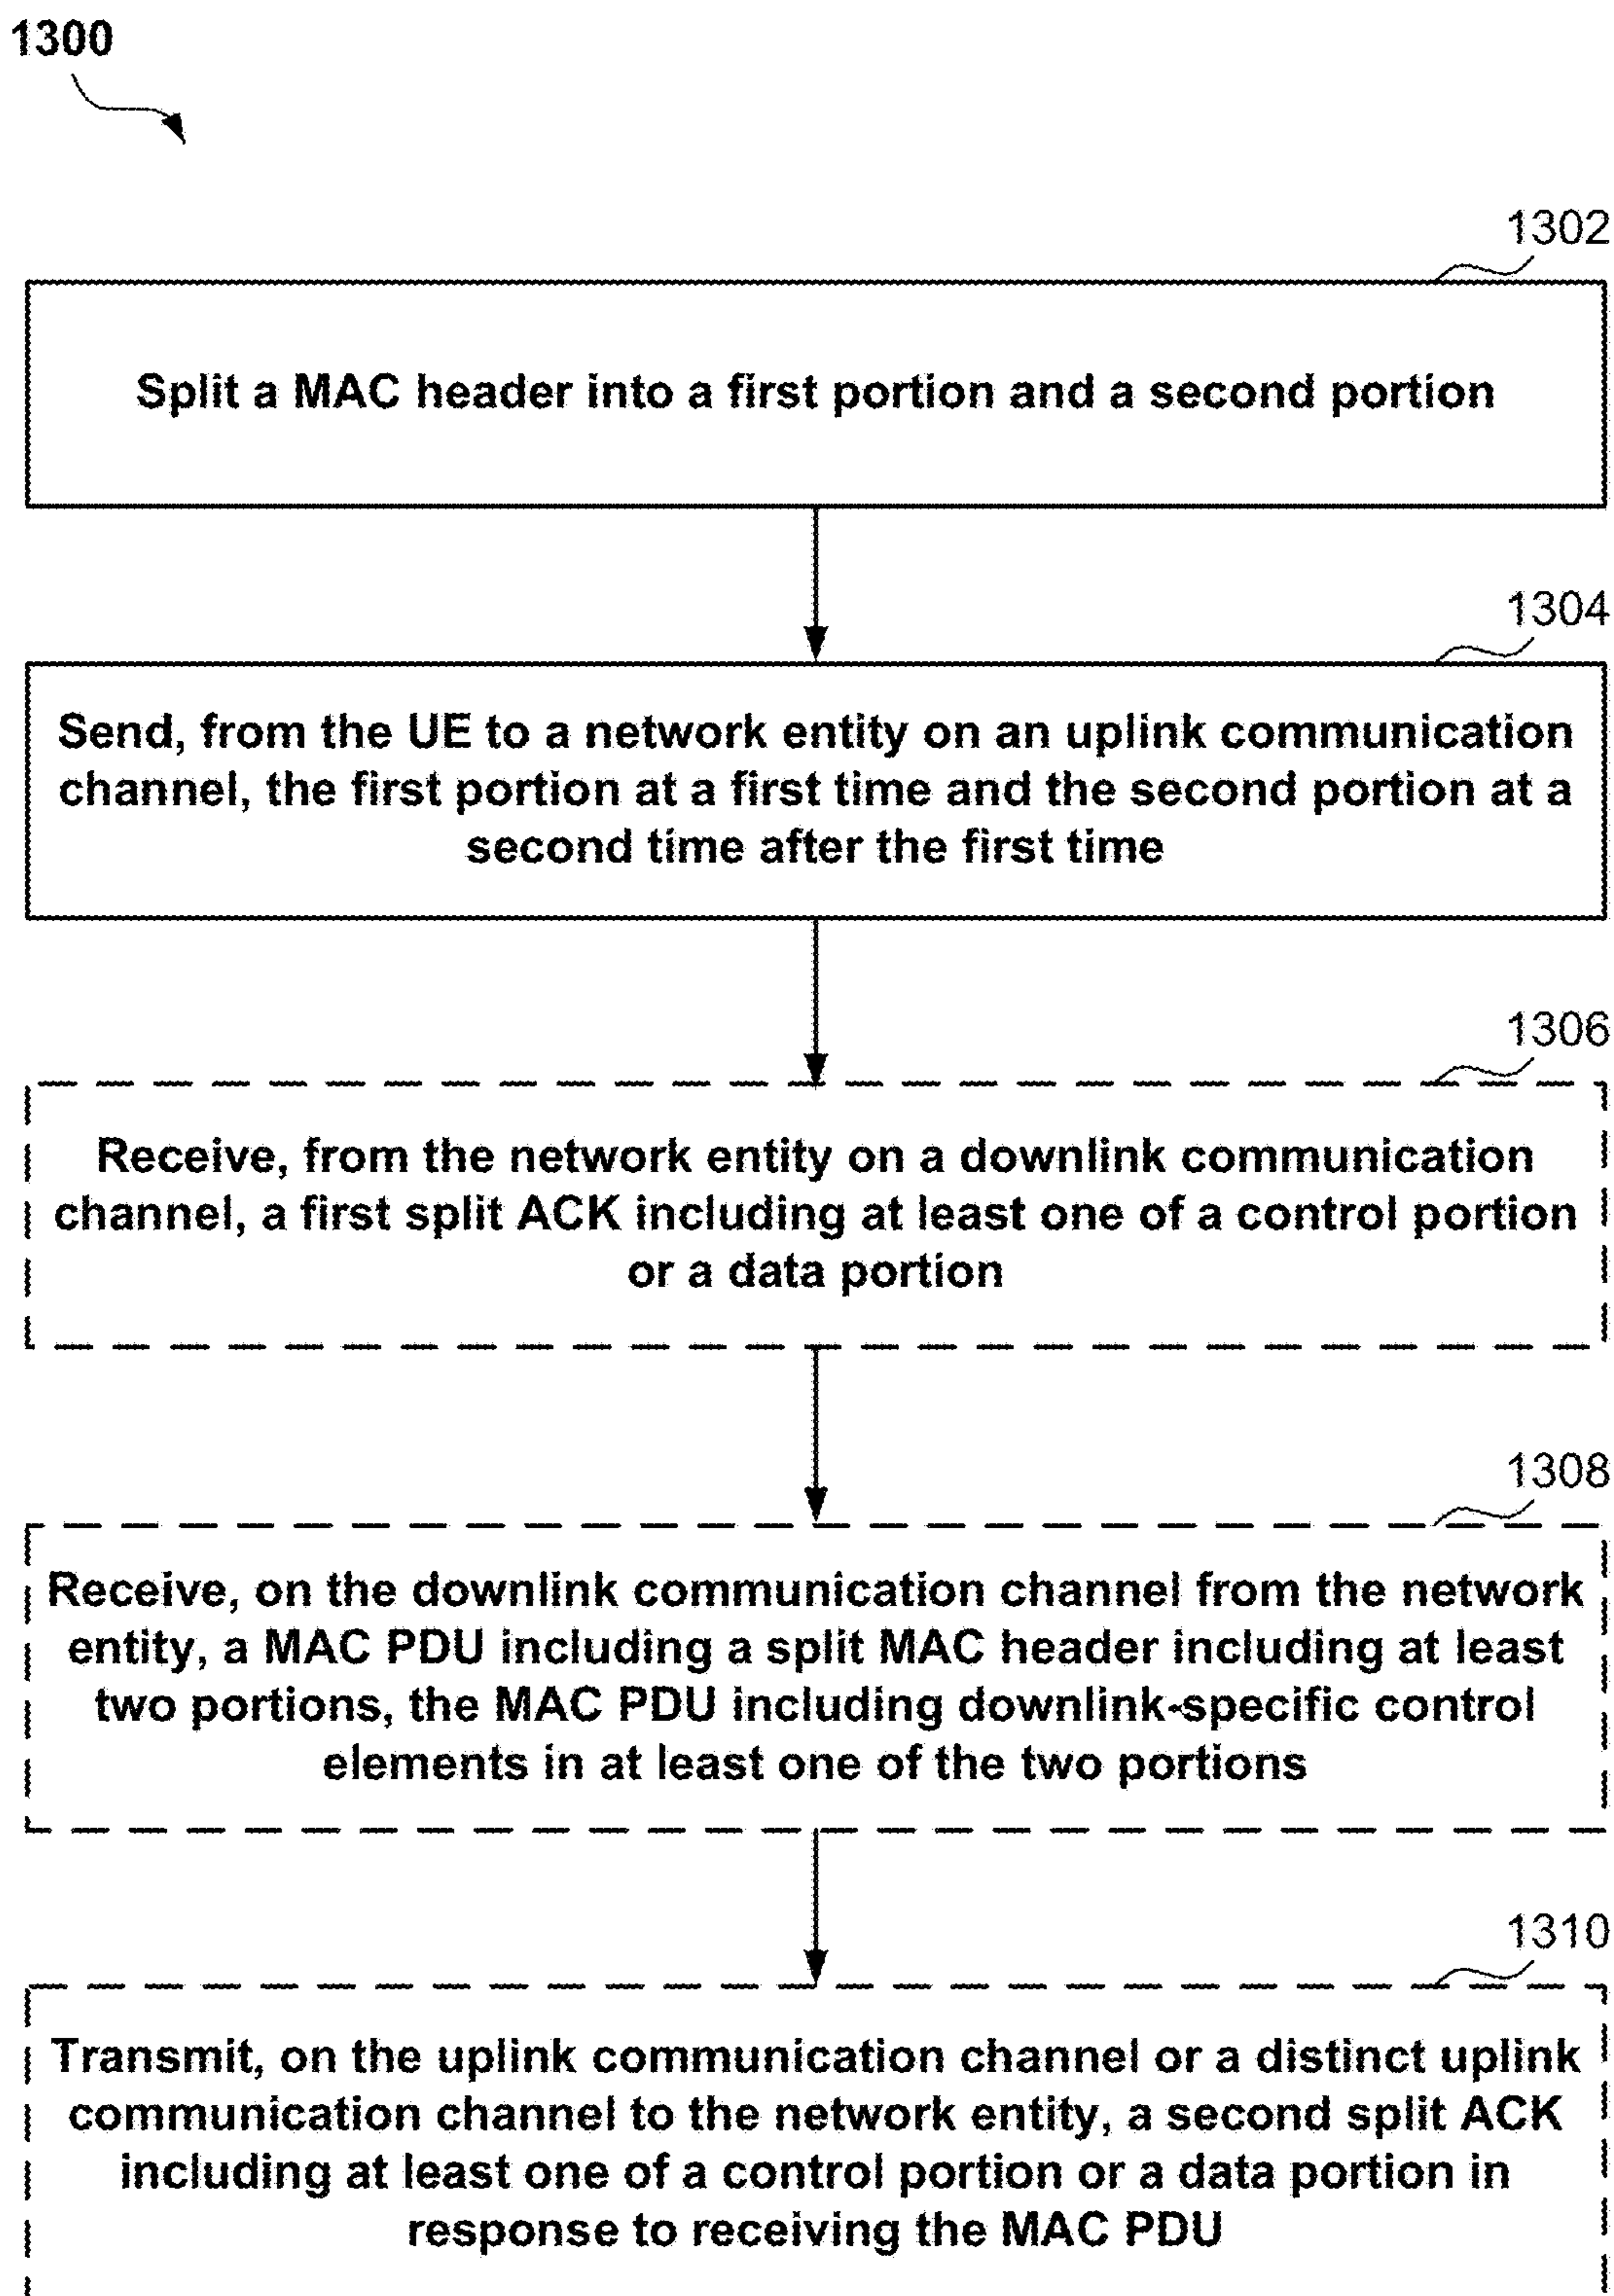 1300
1302
Split a MAC header into a first portion and a second portion
1304
Send, from the UE to a network entity on an uplink communication
channel, the first portion at a first time and the second portion at a
second time after the first time
1306
Receive, from the network entity on a downlink communication
channel, a first split ACK including at least one of a control portion
or a data portion
1308
Receive, on the downlink communication channel from the network
entity, a MAC PDU including a split MAC header including at least
two portions, the MAC PDU including downlink-specific control
elements in at least one of the two portions
1310
Transmit, on the uplink communication channel or a distinct uplink
communication channel to the network entity, a second split ACK
including at least one of a control portion or a data portion in
response to receiving the MAC PDU